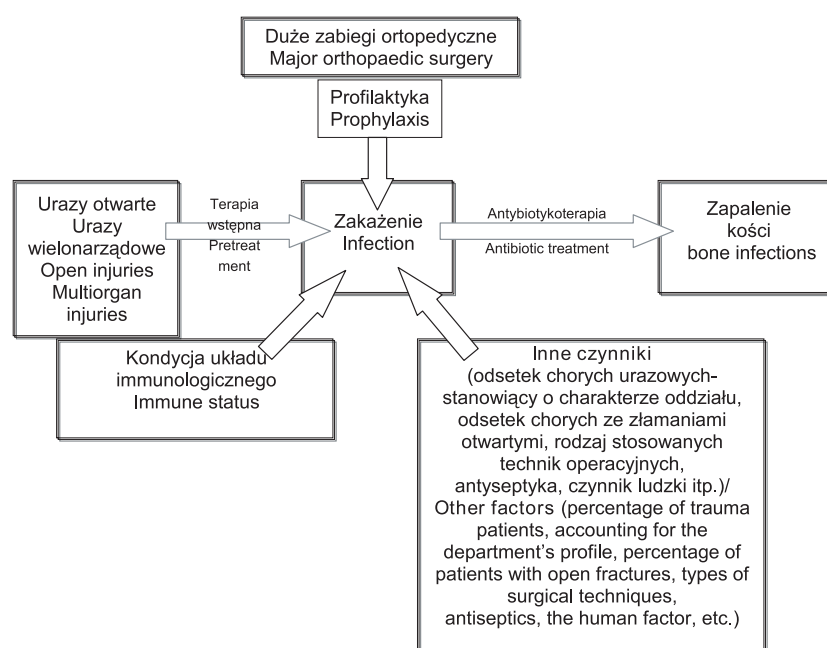 Duże zabiegi ortopedyczne
Major orthopaedic surgery
Profilaktyka
Prophylaxis
Urazy otwarte
Urazy
wielonarządowe
Open injuries
Multiorgan
injuries
Terapia
wstępna
Pretreat
ment
Zakażenie
Infection
Antybiotykoterapia
Antibiotic treatment
Zapalenie
kości
bone infections
Kondycja układu
immunologicznego
Immune status
Inne czynniki
(odsetek chorych urazowych-
stanowiący o charakterze oddziału,
odsetek chorych ze złamaniami
otwartymi, rodzaj stosowanych
technik operacyjnych,
antyseptyka, czynnik ludzki itp.)/
Other factors (percentage of trauma
patients, accounting for the
department's profile, percentage of
patients with open fractures, types of
surgical techniques,
antiseptics, the human factor, etc.)